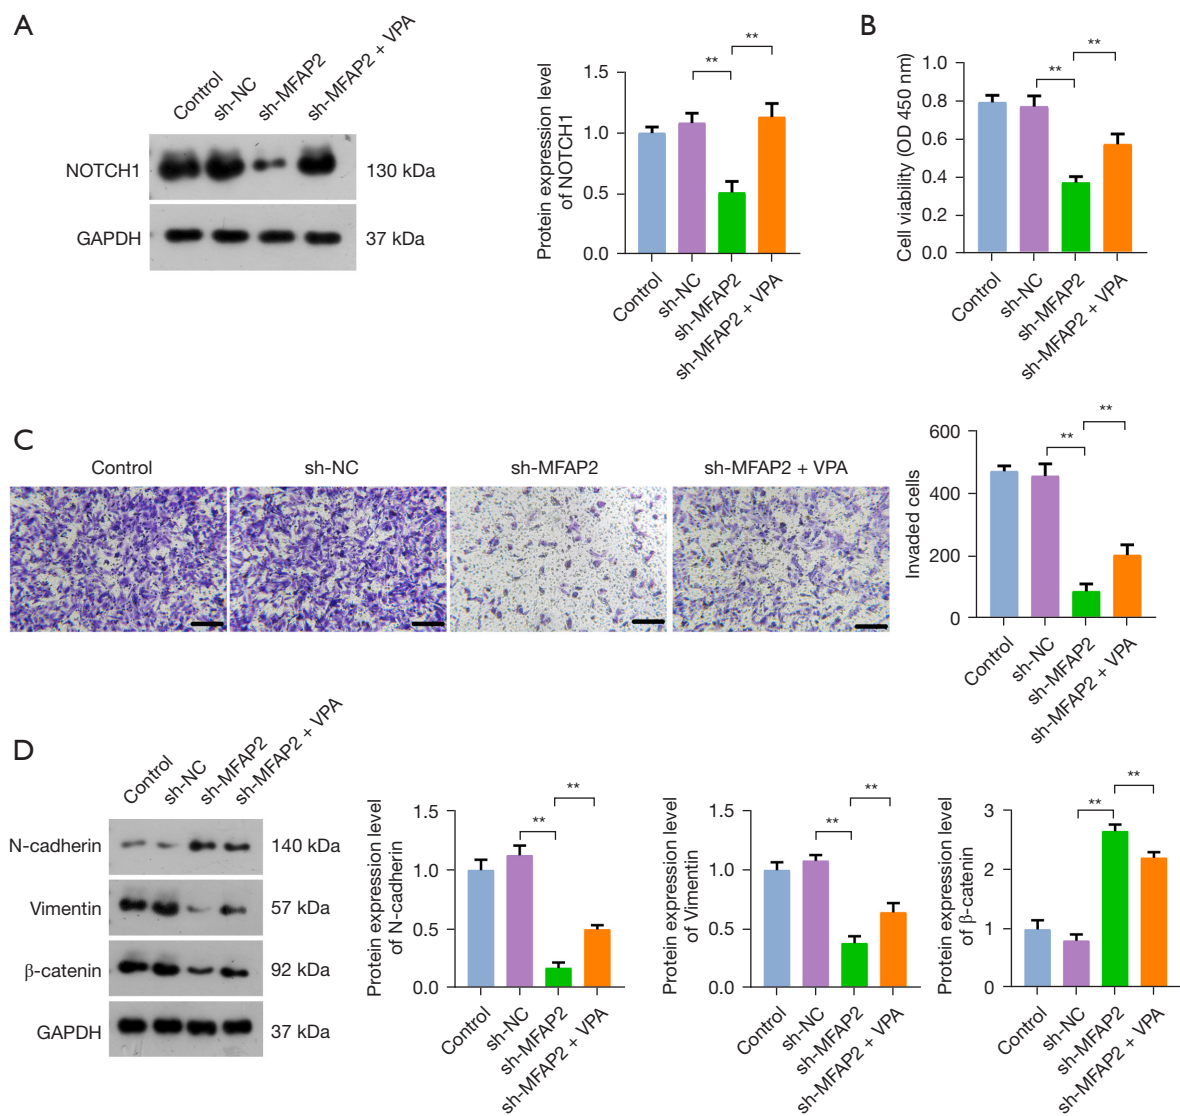 A
Control
sh-NC
sh-MFAP2
sh-MFAP2 + VPA
NOTCH1
130 kDa
GAPDH
37 kDa
Protein expression level
of NOTCH1
1.5
1.0
0.5
0.0
**
**
Control
sh-NC
sh-MFAP2
sh-MFAP2 + VPA
B
Cell viability (OD 450 nm)
1.0
0.8
0.6
0.4
0.2
0.0
**
**
Control
sh-NC
sh-MFAP2
sh-MFAP2 + VPA
C
Control
sh-NC
sh-MFAP2
sh-MFAP2 + VPA
Invaded cells
600
400
200
0
**
**
Control
sh-NC
sh-MFAP2
sh-MFAP2 + VPA
D
Control
sh-NC
sh-MFAP2
sh-MFAP2 + VPA
N-cadherin
140 kDa
Vimentin
57 kDa
β-catenin
92 kDa
GAPDH
37 kDa
Protein expression level
of N-cadherin
1.5
1.0
0.5
0.0
**
**
Control
sh-NC
sh-MFAP2
sh-MFAP2 + VPA
Protein expression level
of Vimentin
1.5
1.0
0.5
0.0
**
**
Control
sh-NC
sh-MFAP2
sh-MFAP2 + VPA
Protein expression level
of β-catenin
3
2
1
0
**
**
Control
sh-NC
sh-MFAP2
sh-MFAP2 + VPA